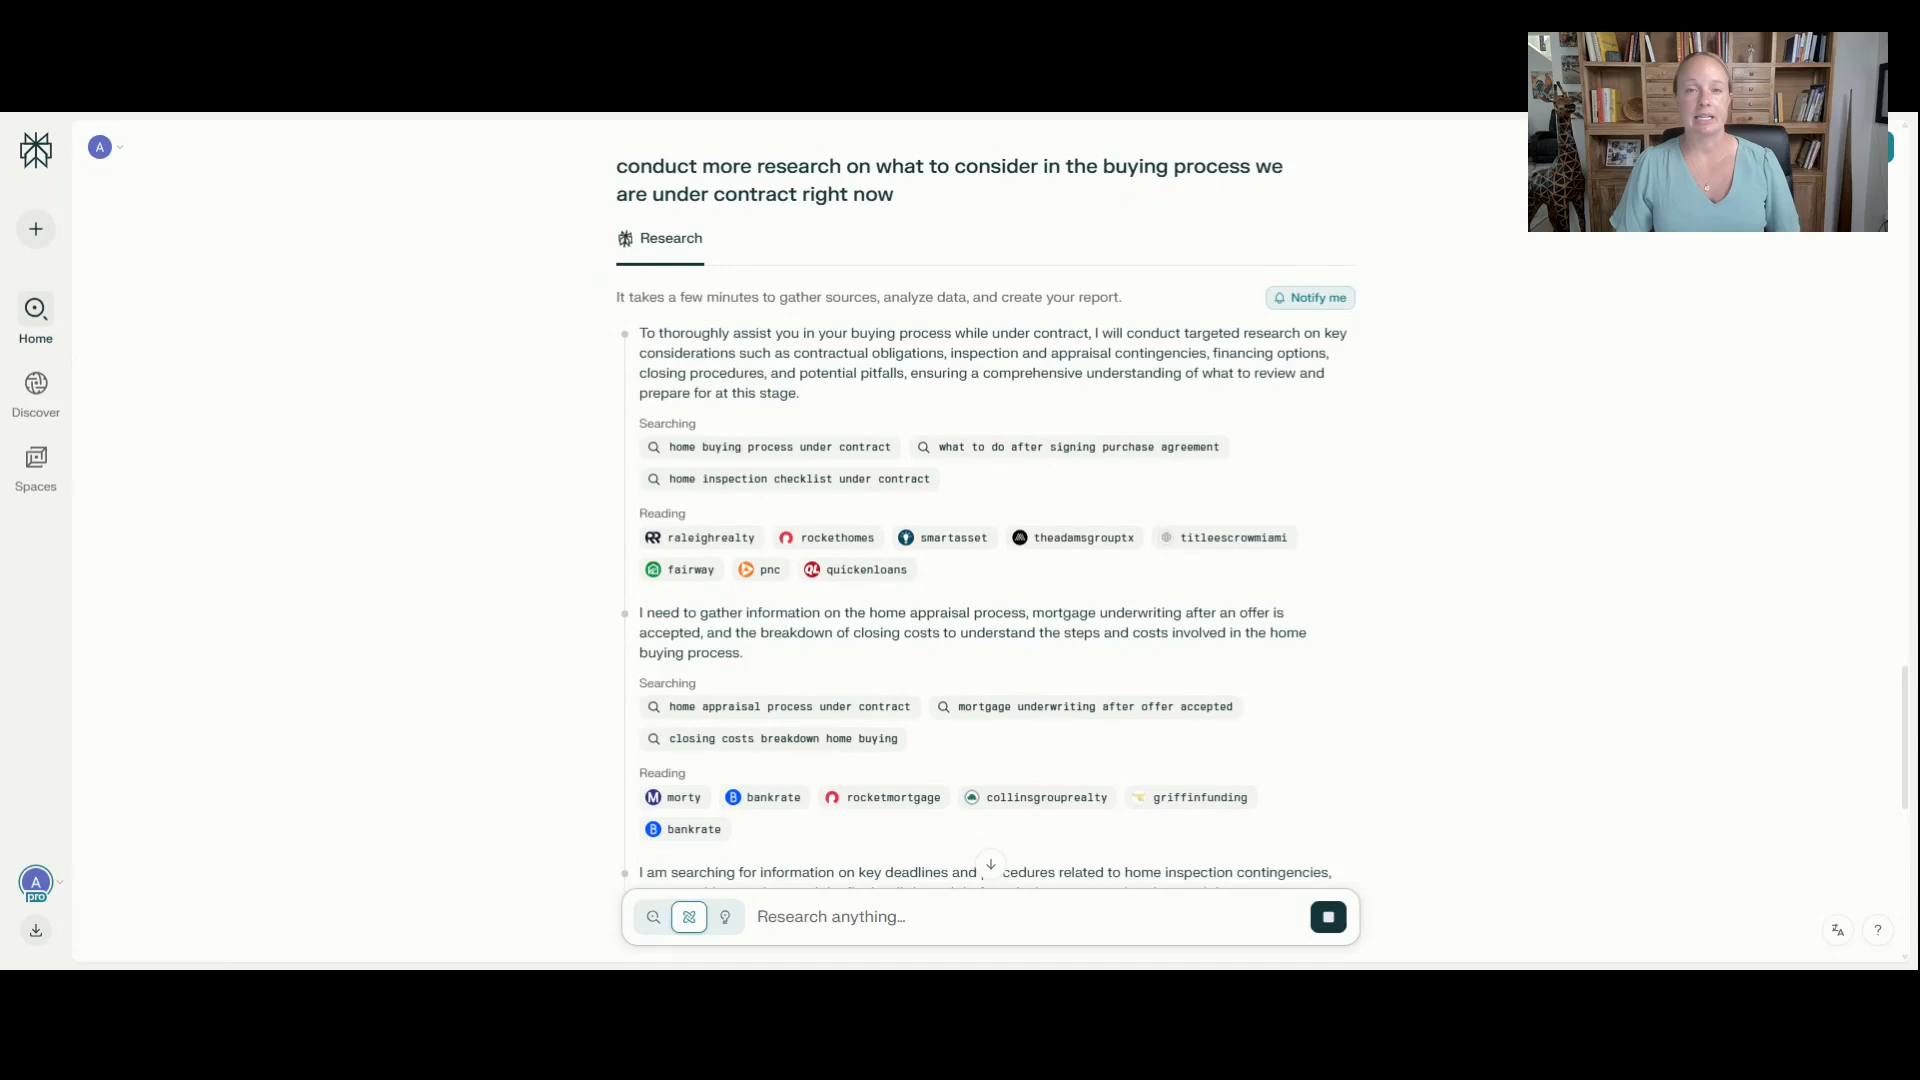 A
conduct more research on what to consider in the buying process we
are under contract right now
Research
It takes a few minutes to gather sources, analyze data, and create your report.
Notify me
To thoroughly assist you in your buying process while under contract, I will conduct targeted research on key
considerations such as contractual obligations, inspection and appraisal contingencies, financing options,
closing procedures, and potential pitfalls, ensuring a comprehensive understanding of what to review and
prepare for at this stage.
Searching
home buying process under contract
what to do after signing purchase agreement
home inspection checklist under contract
Reading
raleighrealty
rockethomes
smartasset
theadamsgrouptx
titleescrowmiami
fairway
pnc
QL quickenloans
I need to gather information on the home appraisal process, mortgage underwriting after an offer is
accepted, and the breakdown of closing costs to understand the steps and costs involved in the home
buying process.
Searching
home appraisal process under contract
mortgage underwriting after offer accepted
closing costs breakdown home buying
Reading
M morty
B bankrate
rocketmortgage
collinsgrouprealty
griffinfunding
B bankrate
I am searching for information on key deadlines and cedures related to home inspection contingencies,
Research anything...
Home
Discover
Spaces
A
pro
?